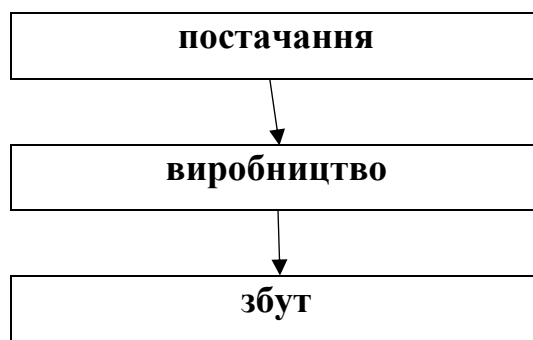 постачання
виробництво
збут